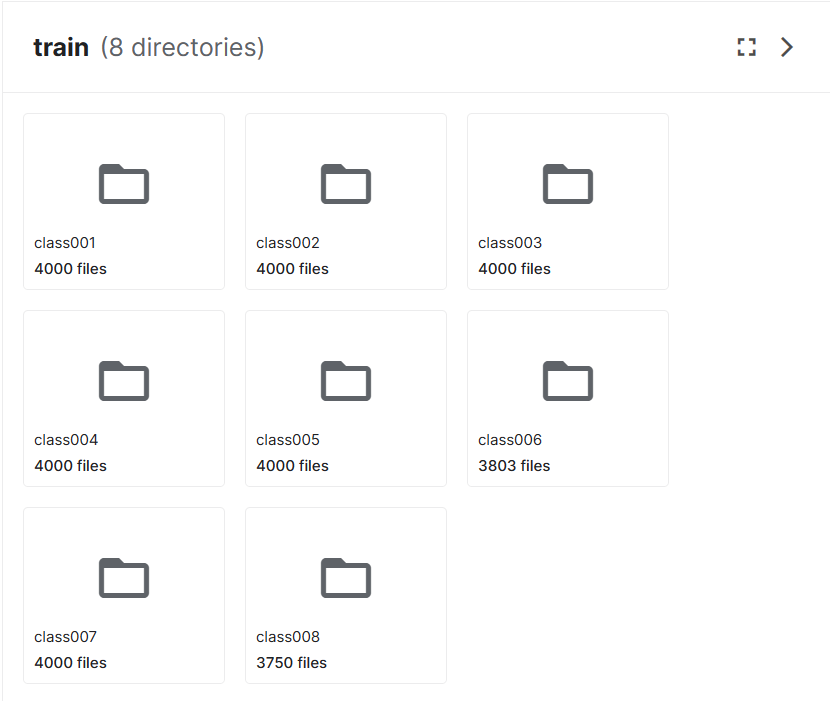 train (8 directories)
class001
4000 files
class002
4000 files
class003
4000 files
class004
4000 files
class005
4000 files
class006
3803 files
class007
4000 files
class008
3750 files